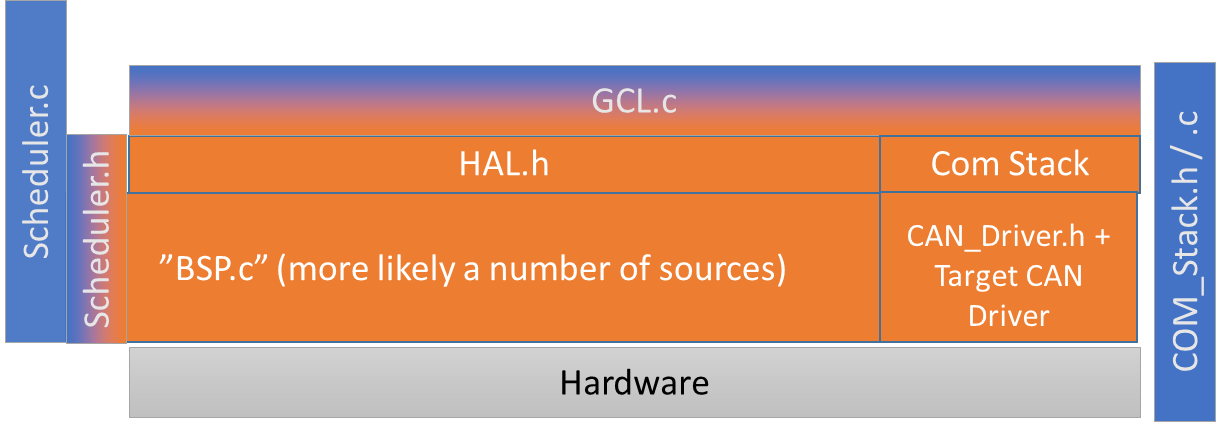 Scheduler.c
Scheduler.h
GCL.c
HAL.h
Com Stack
”BSP.c” (more likely a number of sources)
CAN_Driver.h +
Target CAN
Driver
Hardware
COM_Stack.h / .c